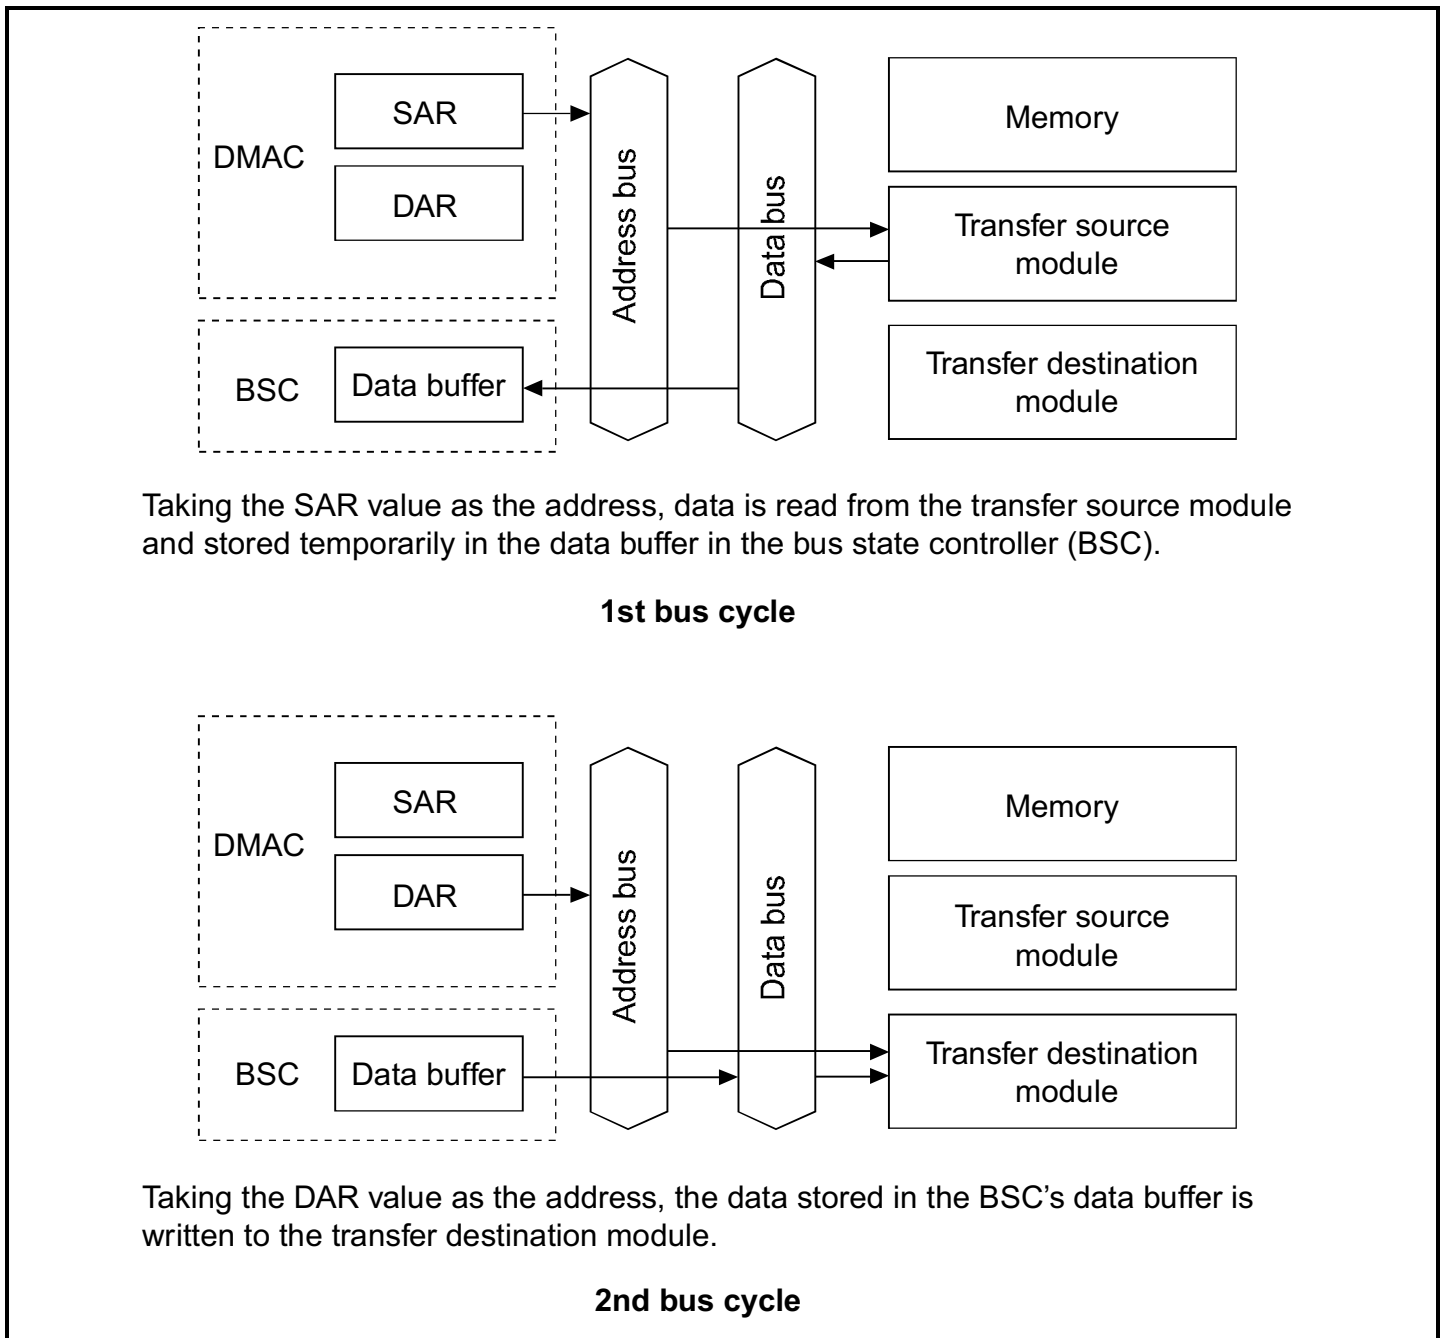 SAR
DMAC
DAR
BSC
Data buffer
Address bus
Data bus
Memory
Transfer source
module
Transfer destination
module
Taking the SAR value as the address, data is read from the transfer source module
and stored temporarily in the data buffer in the bus state controller (BSC).
1st bus cycle
SAR
DMAC
DAR
BSC
Data buffer
Address bus
Data bus
Memory
Transfer source
module
Transfer destination
module
Taking the DAR value as the address, the data stored in the BSC’s data buffer is
written to the transfer destination module.
2nd bus cycle